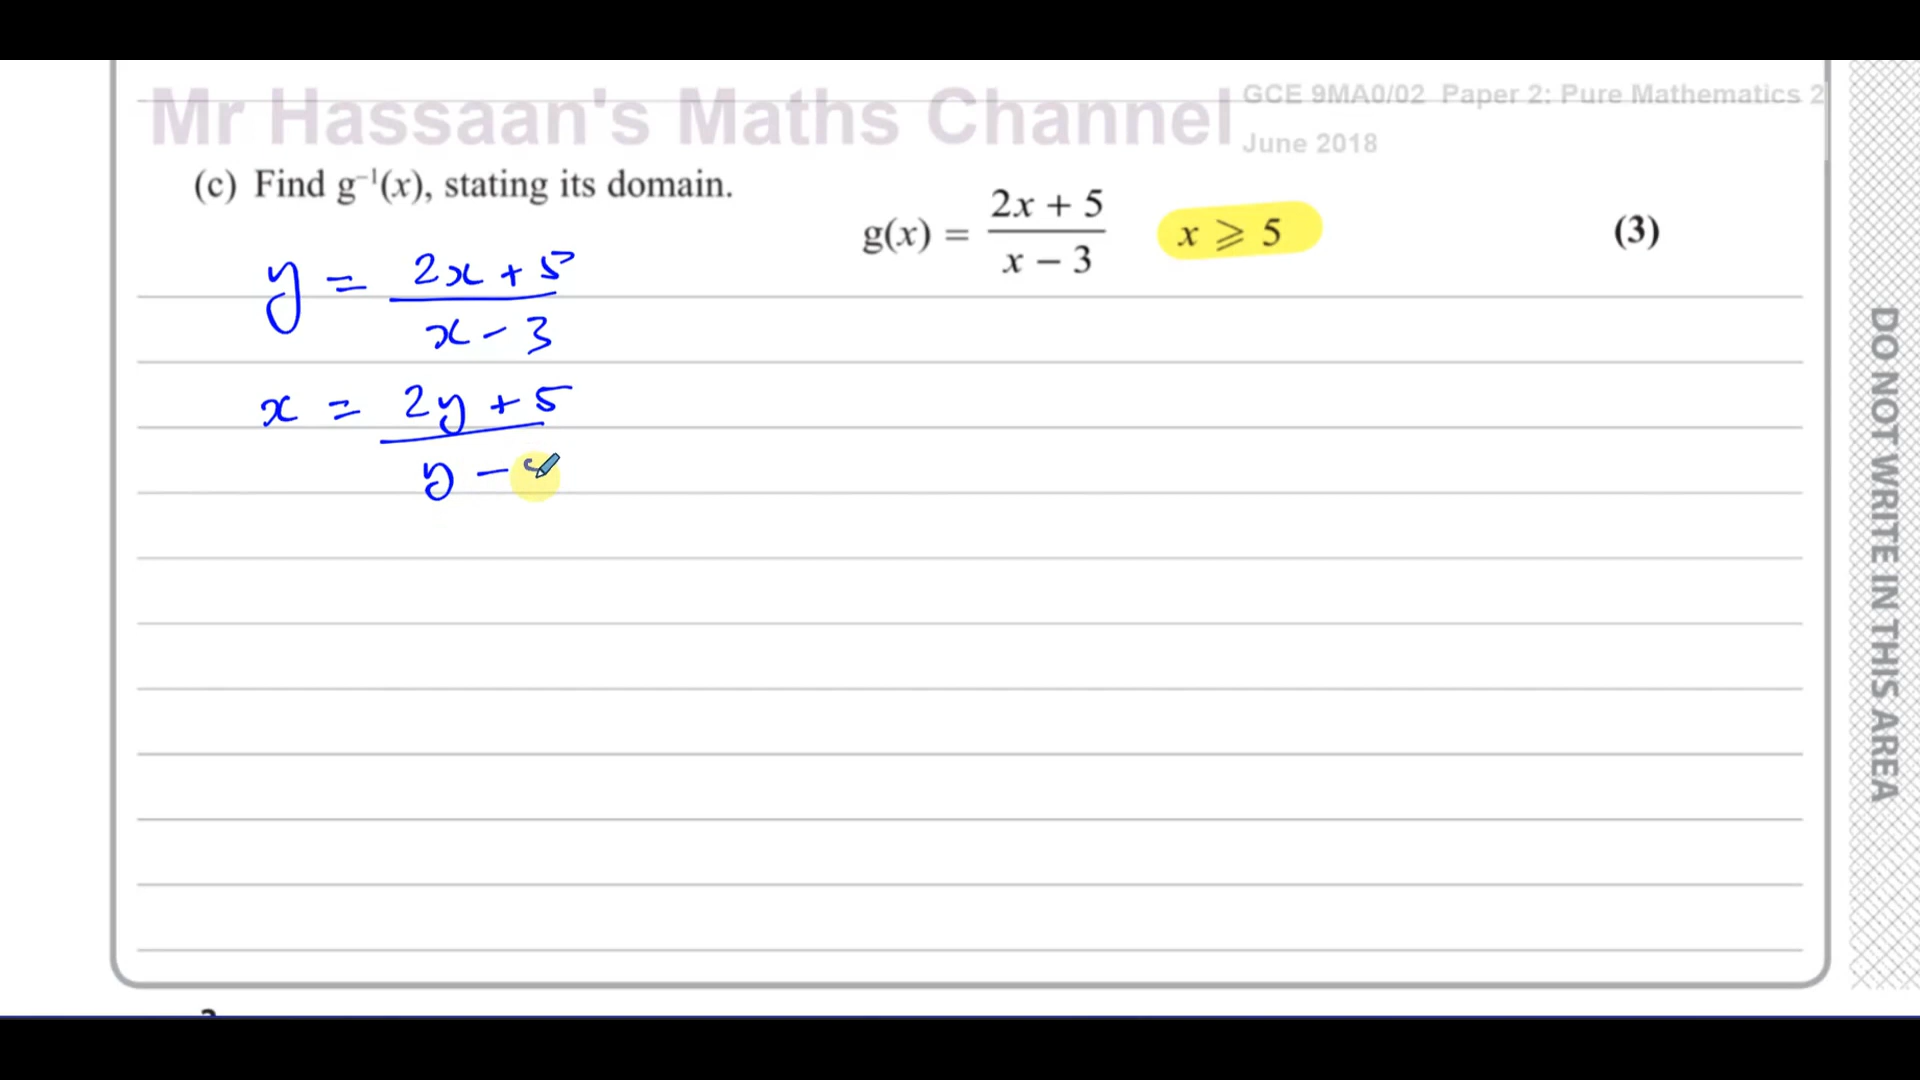 Mr Hassaan's Maths Channel
GCE 9MA0/02 Paper 2: Pure Mathematics 2
June 2018
(c) Find g⁻¹(x), stating its domain.
g(x) = (2x + 5)/(x − 3) x ⩾ 5 (3)
y = (2x + 5)/(x − 3)
x = (2y + 5)/(y −
DO NOT WRITE IN THIS AREA